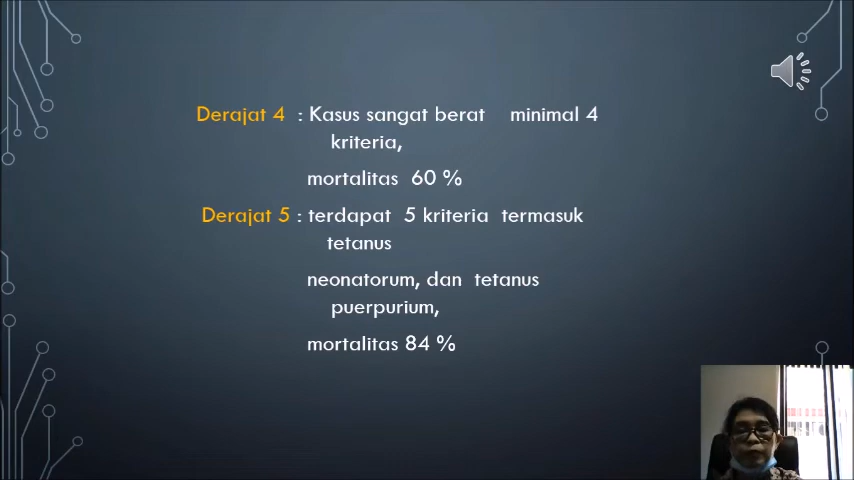 Derajat 4 : Kasus sangat berat minimal 4
kriteria,
mortalitas 60 %
Derajat 5 : terdapat 5 kriteria termasuk
tetanus
neonatorum, dan tetanus
puerpurium,
mortalitas 84 %